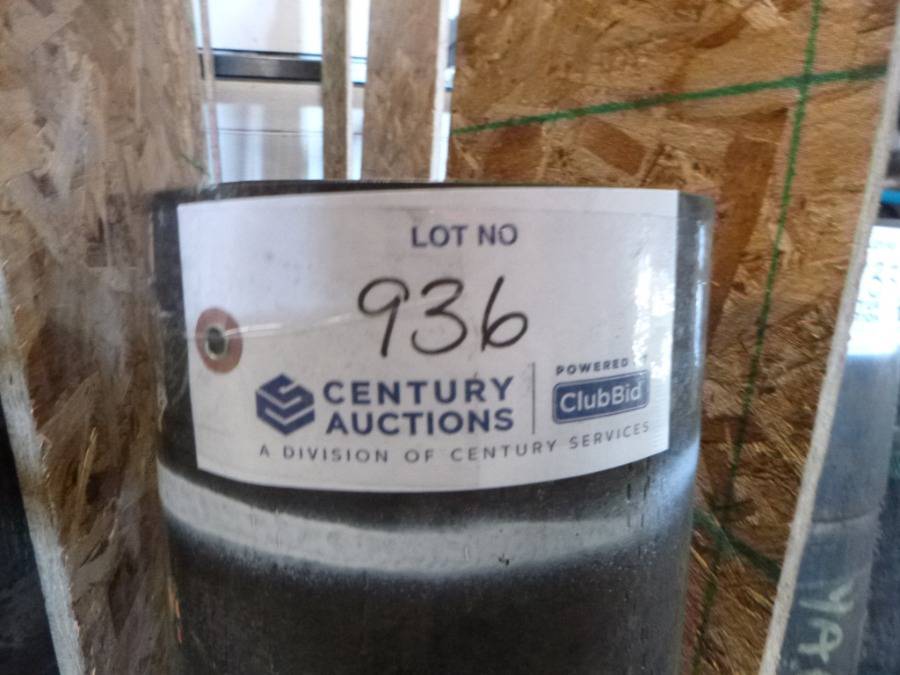 LOT NO
936
CENTURY
AUCTIONS
POWERED
ClubBid
A DIVISION OF CENTURY SERVICES